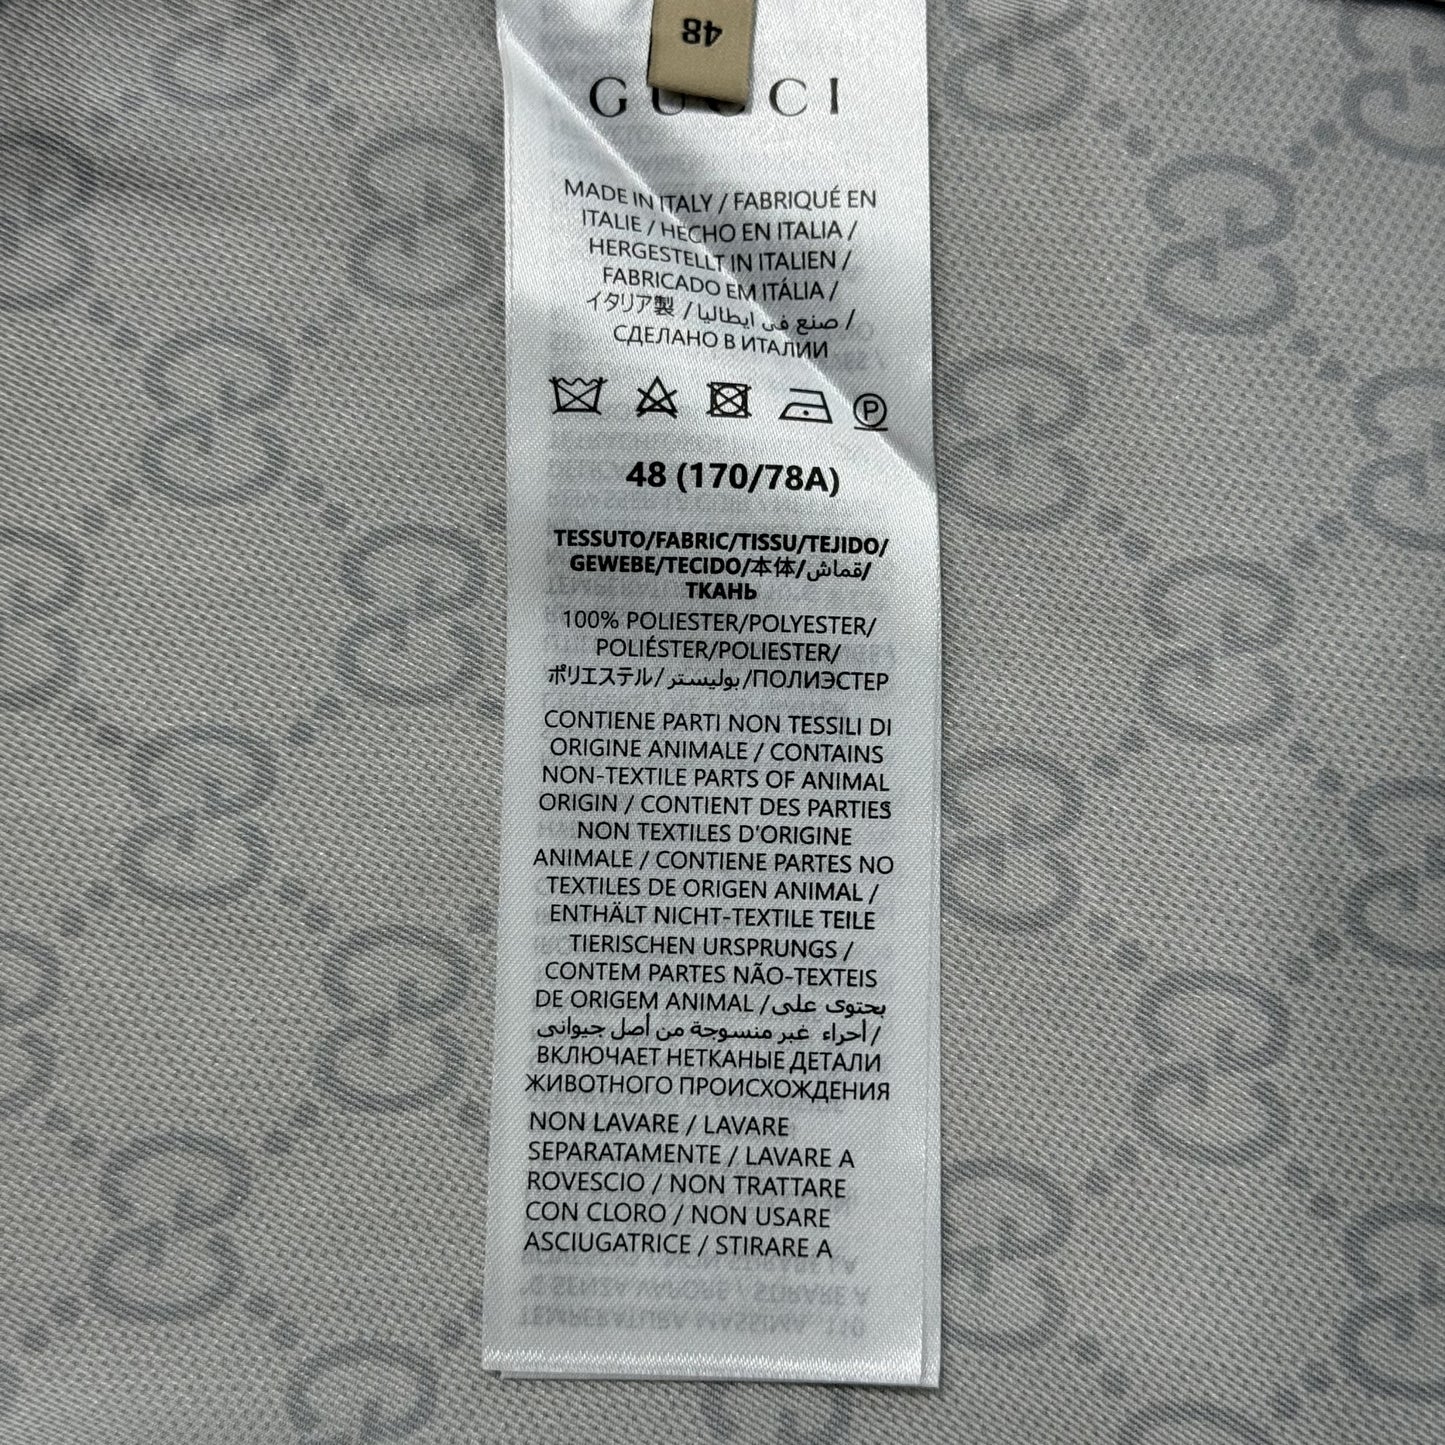 48
GUCCI
MADE IN ITALY / FABRIQUÉ EN
ITALIE / HECHO EN ITALIA /
HERGESTELLT IN ITALIEN /
FABRICADO EM ITÁLIA /
イタリア製 / صنع في ايطاليا /
СДЕЛАНО В ИТАЛИИ
P
48 (170/78A)
TESSUTO/FABRIC/TISSU/TEJIDO/
GEWEBE/TECIDO/本体/قماش/
ТКАНЬ
100% POLIESTER/POLYESTER/
POLIÉSTER/POLIESTER/
ポリエステル/بوليستر/ПОЛИЭСТЕР
CONTIENE PARTI NON TESSILI DI
ORIGINE ANIMALE / CONTAINS
NON-TEXTILE PARTS OF ANIMAL
ORIGIN / CONTIENT DES PARTIES
NON TEXTILES D'ORIGINE
ANIMALE / CONTIENE PARTES NO
TEXTILES DE ORIGEN ANIMAL /
ENTHÄLT NICHT-TEXTILE TEILE
TIERISCHEN URSPRUNGS /
CONTEM PARTES NÃO-TEXTEIS
DE ORIGEM ANIMAL / يحتوى على
أجزاء غير منسوجة من أصل حيوانى /
ВКЛЮЧАЕТ НЕТКАНЫЕ ДЕТАЛИ
ЖИВОТНОГО ПРОИСХОЖДЕНИЯ
NON LAVARE / LAVARE
SEPARATAMENTE / LAVARE A
ROVESCIO / NON TRATTARE
CON CLORO / NON USARE
ASCIUGATRICE / STIRARE A